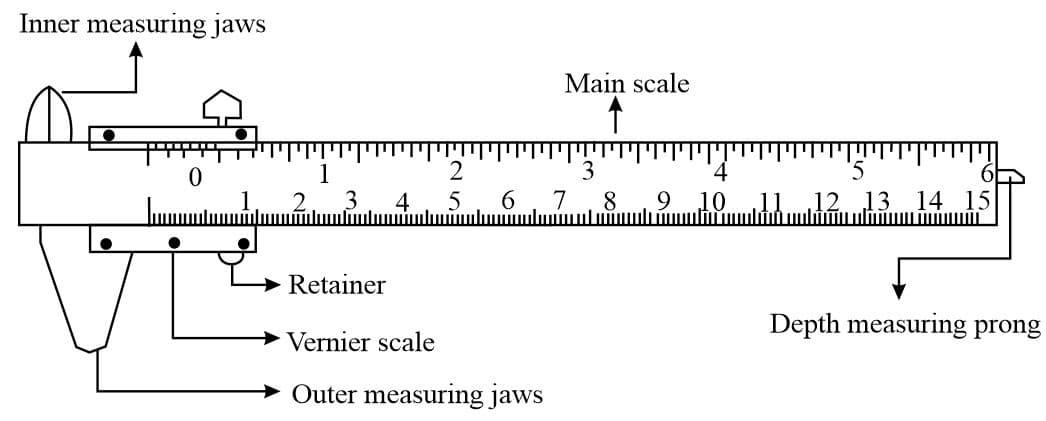 Inner measuring jaws
Main scale
0 1 2 3 4 5 6
1 2 3 4 5 6 7 8 9 10 11 12 13 14 15
Retainer
Depth measuring prong
Vernier scale
Outer measuring jaws